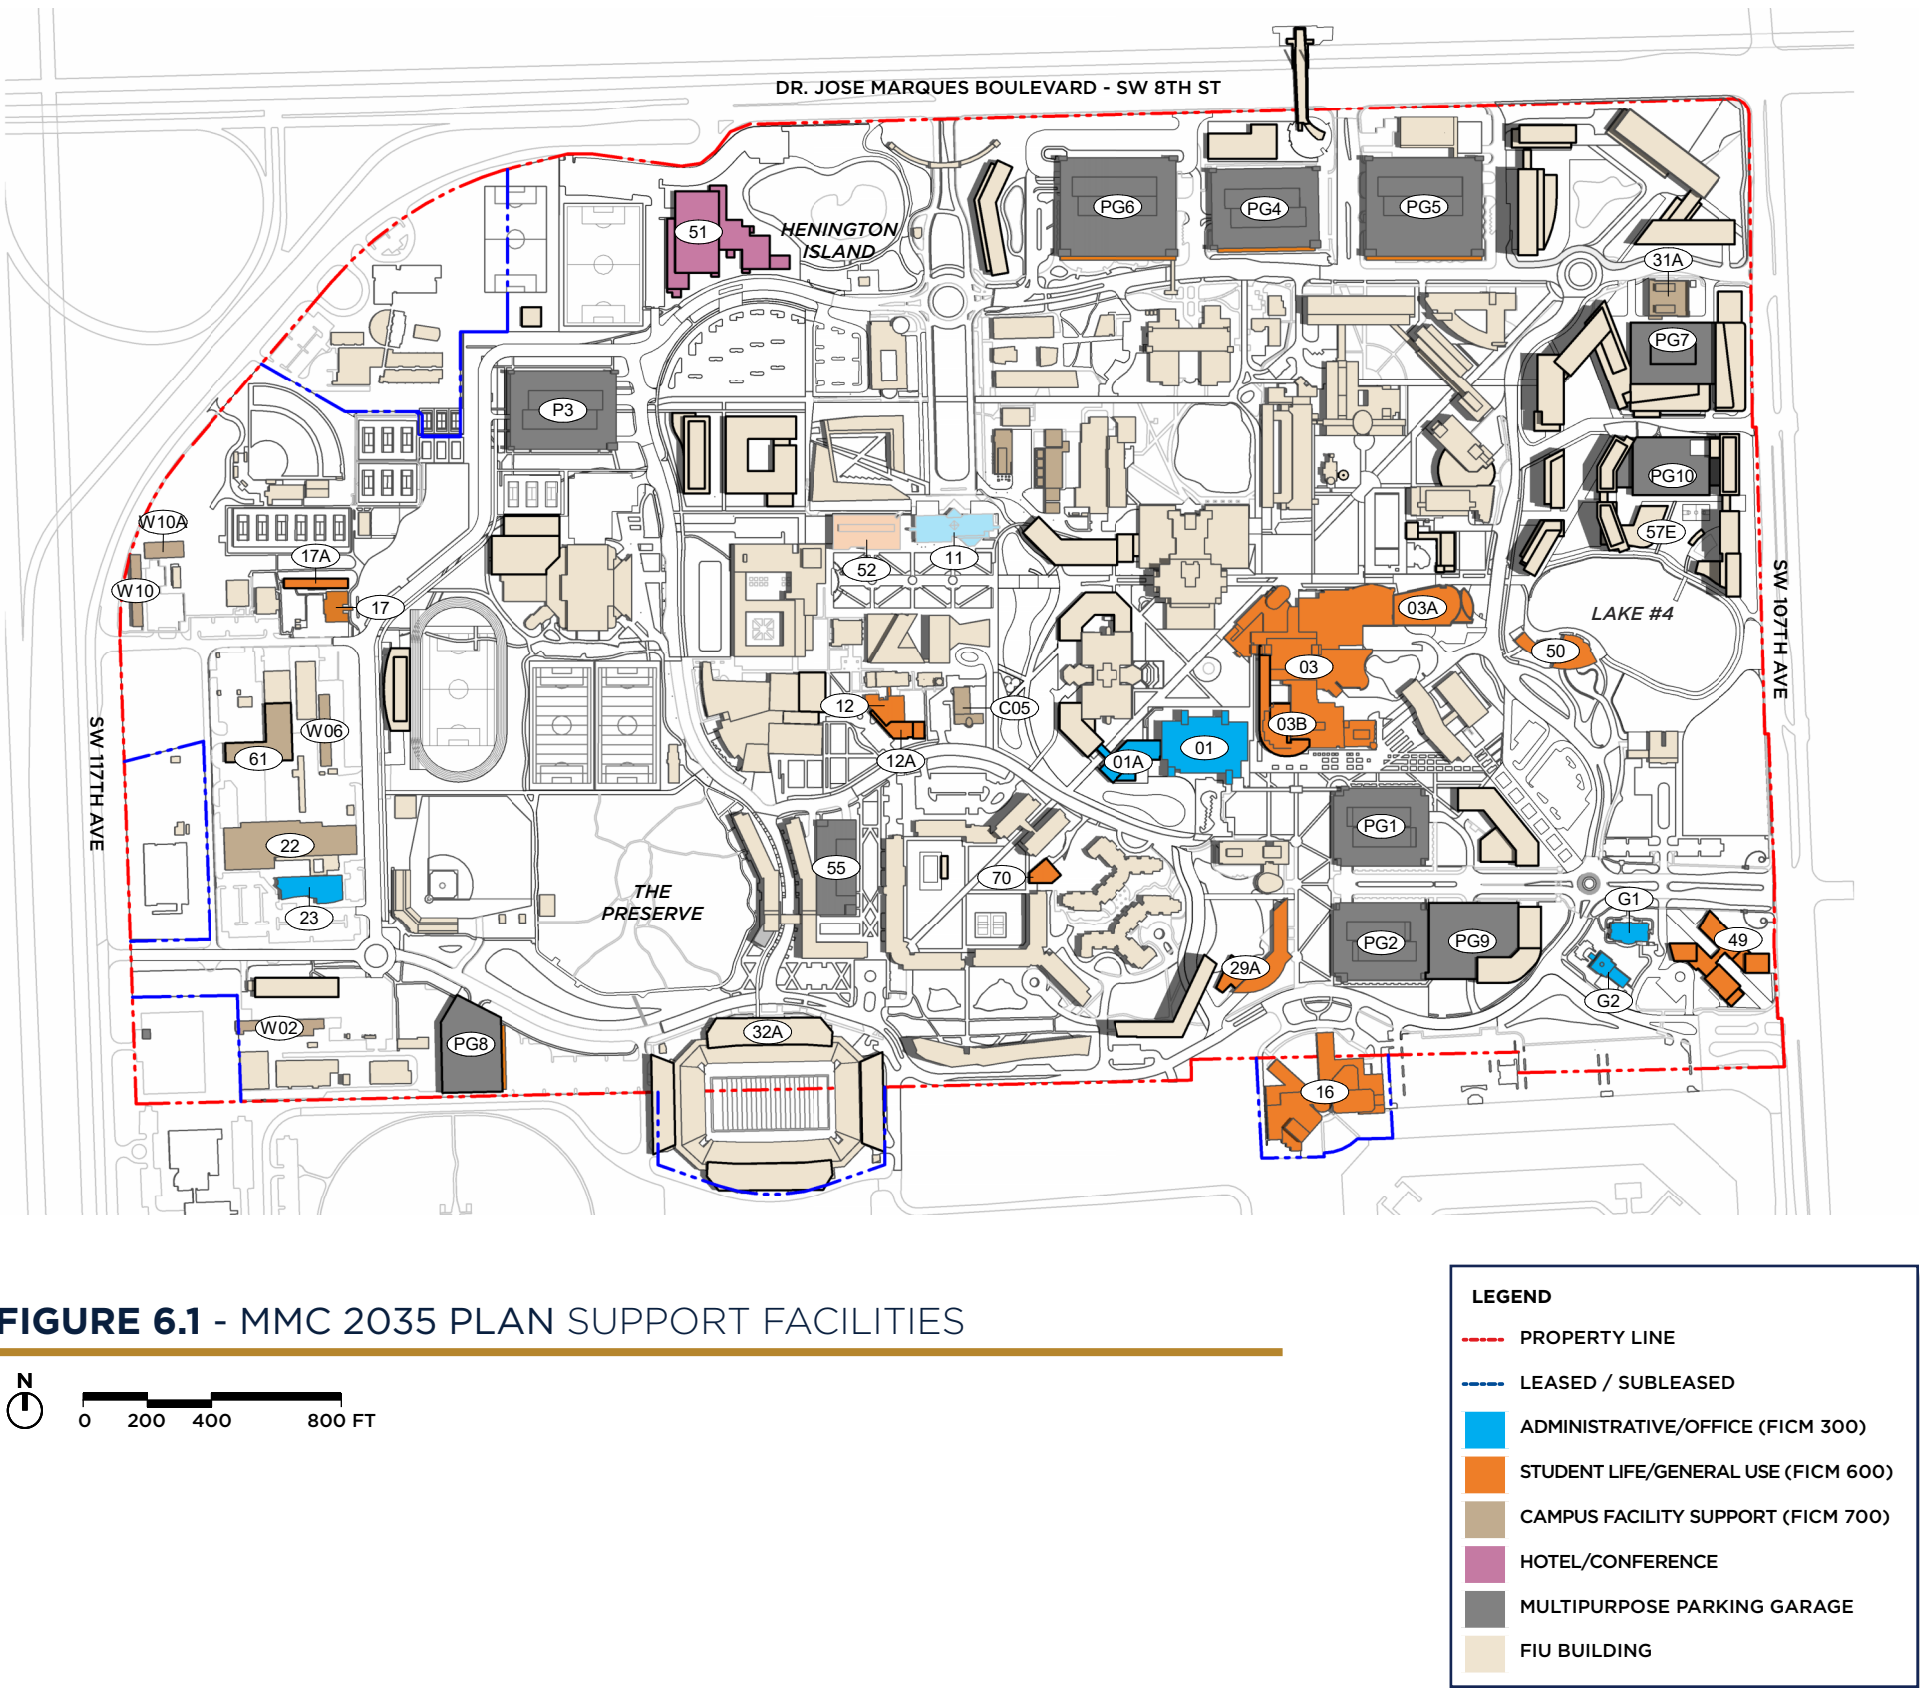 DR. JOSE MARQUES BOULEVARD - SW 8TH ST
PG6
PG4
PG5
51
HENINGTON
ISLAND
31A
PG7
P3
PG10
W10A
17A
52
11
57E
W10
17
03A
LAKE #4
SW 107TH AVE
03
50
12
C05
03B
W06
61
12A
01A
01
SW 117TH AVE
PG1
22
55
70
THE
PRESERVE
23
G1
PG2
PG9
49
29A
G2
W02
32A
PG8
16
FIGURE 6.1 - MMC 2035 PLAN SUPPORT FACILITIES
N
0 200 400 800 FT
LEGEND
PROPERTY LINE
LEASED / SUBLEASED
ADMINISTRATIVE/OFFICE (FICM 300)
STUDENT LIFE/GENERAL USE (FICM 600)
CAMPUS FACILITY SUPPORT (FICM 700)
HOTEL/CONFERENCE
MULTIPURPOSE PARKING GARAGE
FIU BUILDING